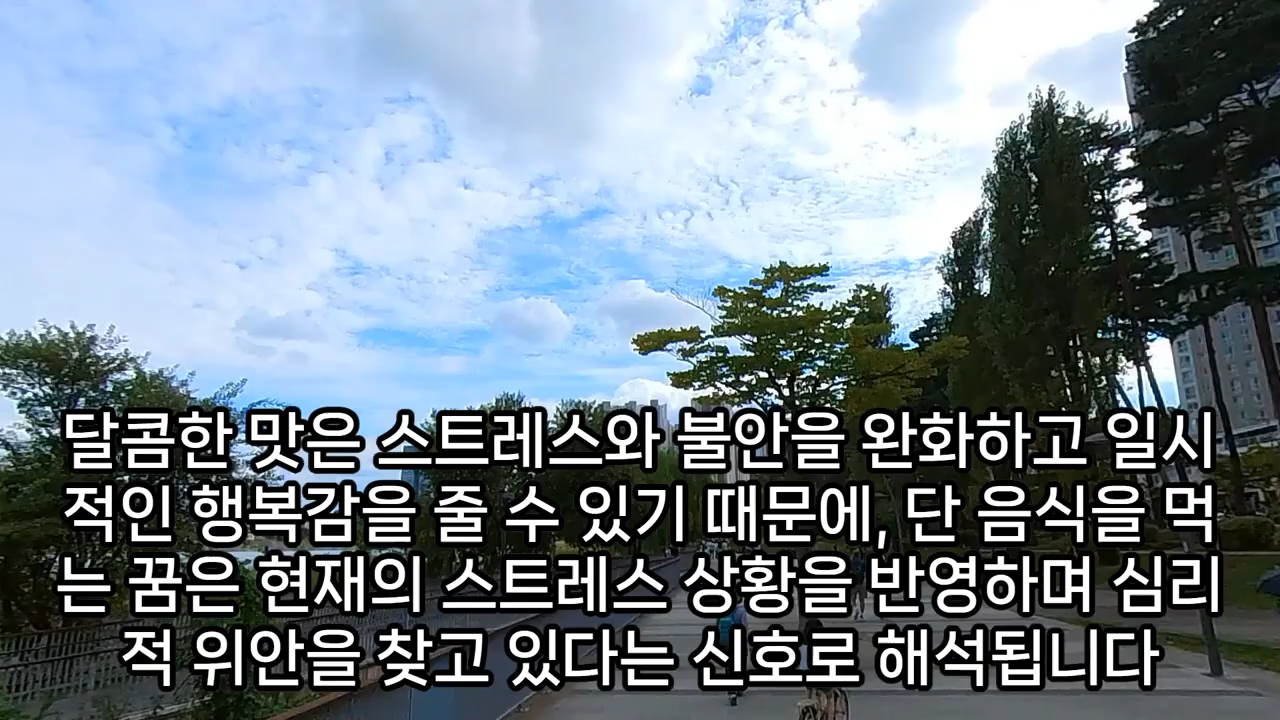 달콤한 맛은 스트레스와 불안을 완화하고 일시
적인 행복감을 줄 수 있기 때문에, 단 음식을 먹
는 꿈은 현재의 스트레스 상황을 반영하며 심리
적 위안을 찾고 있다는 신호로 해석됩니다